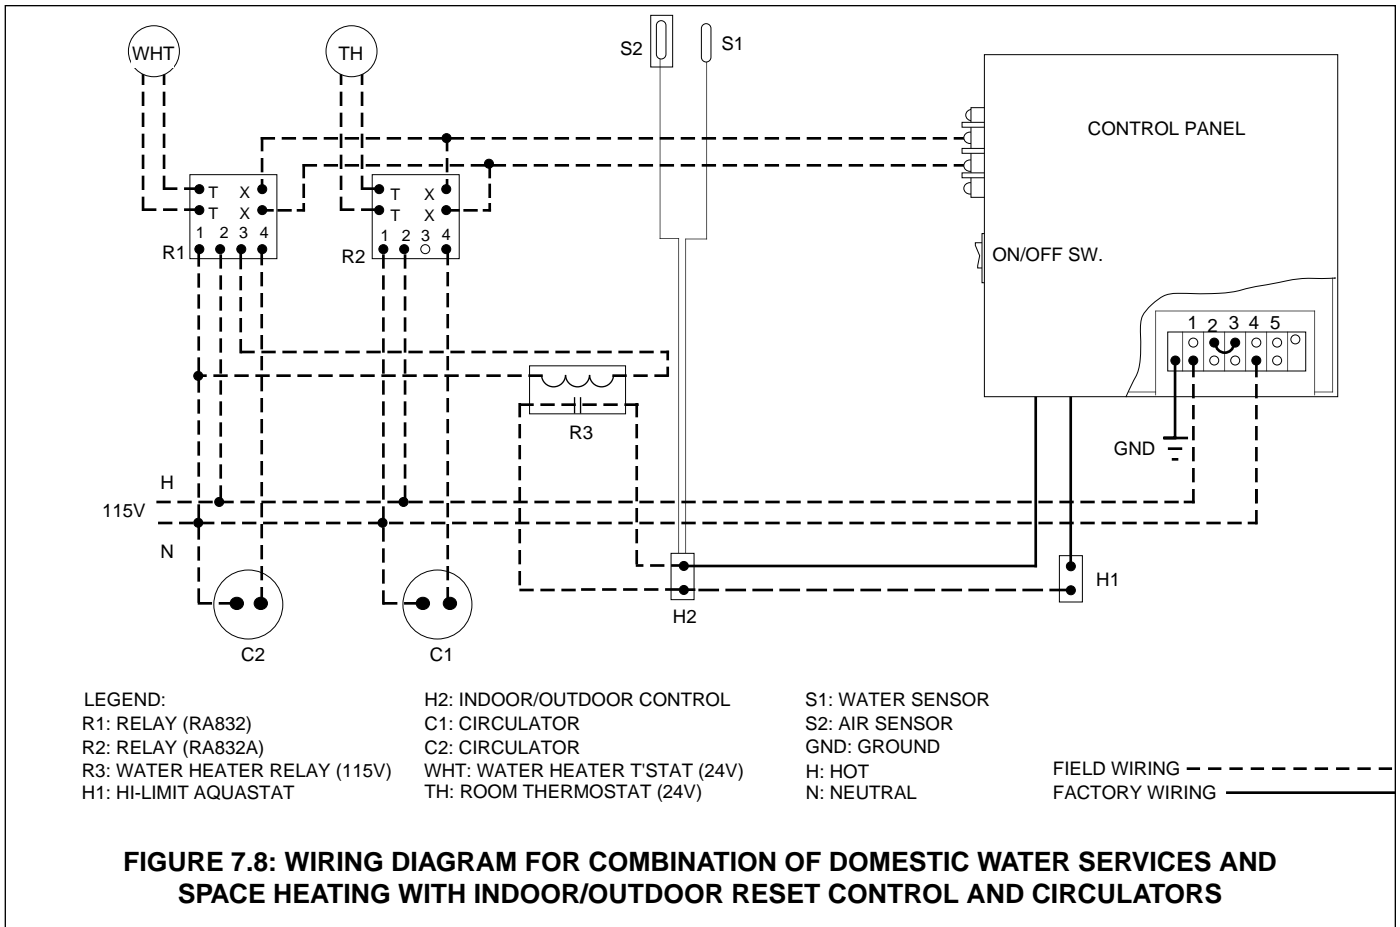 WHT
TH
S2
S1
CONTROL PANEL
T X
T X
1 2 3 4
R1
T X
T X
1 2 3 4
R2
ON/OFF SW.
1 2 3 4 5
R3
GND
H
115V
N
H1
H2
C2
C1
LEGEND:
R1: RELAY (RA832)
R2: RELAY (RA832A)
R3: WATER HEATER RELAY (115V)
H1: HI-LIMIT AQUASTAT
H2: INDOOR/OUTDOOR CONTROL
C1: CIRCULATOR
C2: CIRCULATOR
WHT: WATER HEATER T'STAT (24V)
TH: ROOM THERMOSTAT (24V)
S1: WATER SENSOR
S2: AIR SENSOR
GND: GROUND
H: HOT
N: NEUTRAL
FIELD WIRING
FACTORY WIRING
FIGURE 7.8: WIRING DIAGRAM FOR COMBINATION OF DOMESTIC WATER SERVICES AND
SPACE HEATING WITH INDOOR/OUTDOOR RESET CONTROL AND CIRCULATORS